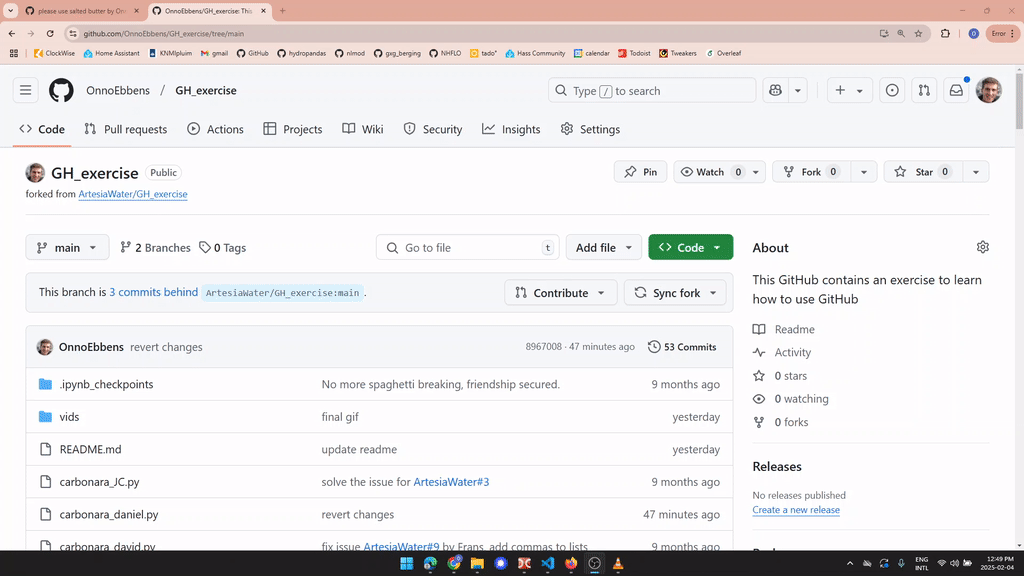 please use salted butter by Onn
OnnoEbbens/GH_exercise: This
github.com/OnnoEbbens/GH_exercise/tree/main
Error
ClockWise Home Assistant KNMIpluim gmail GitHub hydropandas nlmod gxg_berging NHFLO tado° Hass Community calendar Todoist Tweakers Overleaf
OnnoEbbens / GH_exercise
Type / to search
Code Pull requests Actions Projects Wiki Security Insights Settings
GH_exercise Public
Pin Watch 0 Fork 0 Star 0
forked from ArtesiaWater/GH_exercise
main 2 Branches 0 Tags
Go to file t Add file <> Code
This branch is 3 commits behind ArtesiaWater/GH_exercise:main.
Contribute Sync fork
OnnoEbbens revert changes 8967008 · 47 minutes ago 53 Commits
.ipynb_checkpoints No more spaghetti breaking, friendship secured. 9 months ago
vids final gif yesterday
README.md update readme yesterday
carbonara_JC.py solve the issue for ArtesiaWater#3 9 months ago
carbonara_daniel.py revert changes 47 minutes ago
carbonara_david.py fix issue ArtesiaWater#9 by Frans, add commas to lists 9 months ago
About
This GitHub contains an exercise to learn
how to use GitHub
Readme
Activity
0 stars
0 watching
0 forks
Releases
No releases published
Create a new release
ENG
INTL
12:49 PM
2025-02-04